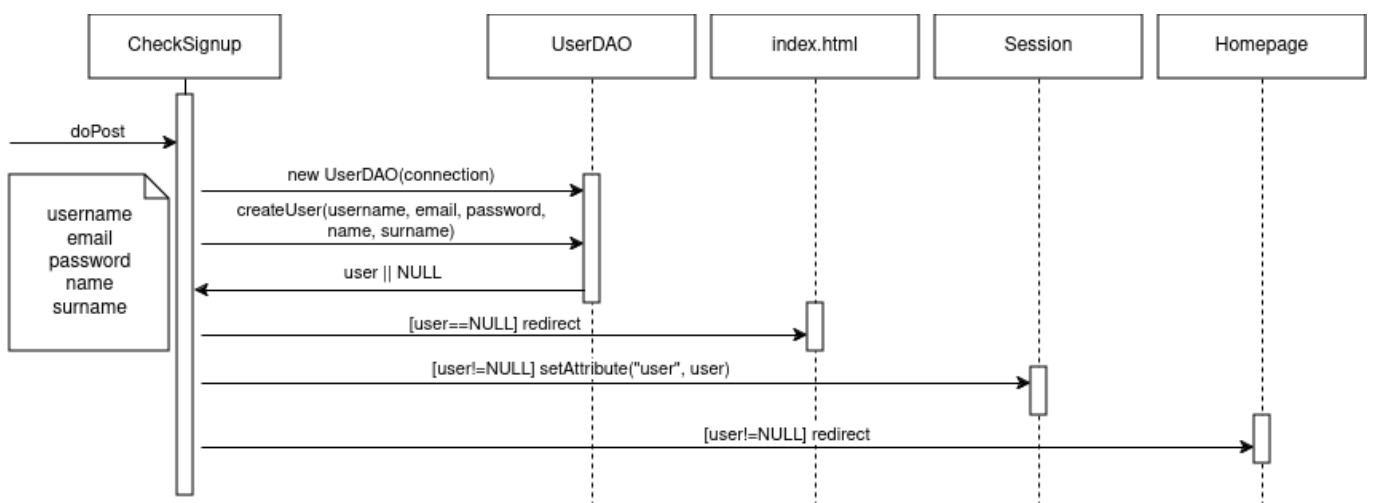 CheckSignup
UserDAO
index.html
Session
Homepage
doPost
username
email
password
name
surname
new UserDAO(connection)
createUser(username, email, password,
name, surname)
user || NULL
[user==NULL] redirect
[user!=NULL] setAttribute("user", user)
[user!=NULL] redirect